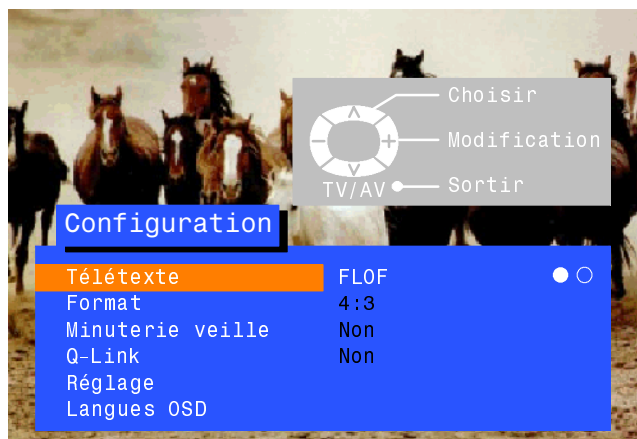 Choisir
Modification
TV/AV Sortir
Configuration
Télétexte FLOF
Format 4:3
Minuterie veille Non
Q-Link Non
Réglage
Langues OSD